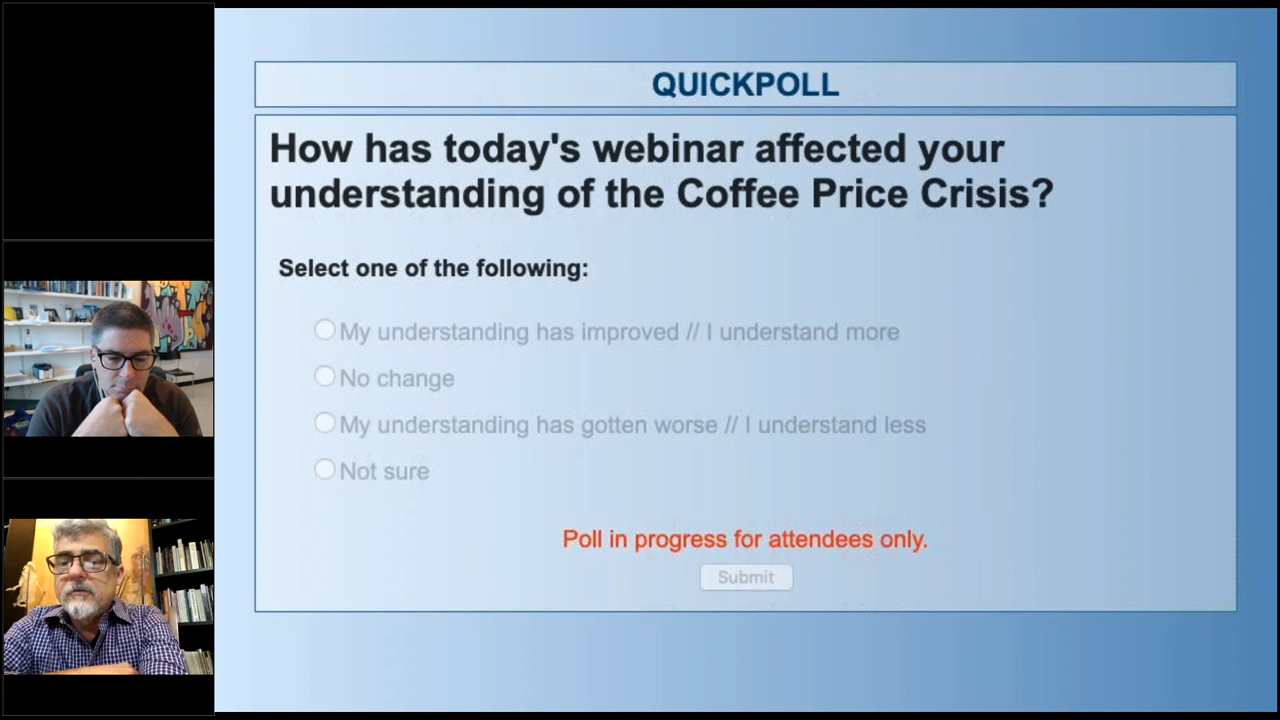 QUICKPOLL
How has today's webinar affected your
understanding of the Coffee Price Crisis?
Select one of the following:
My understanding has improved // I understand more
No change
My understanding has gotten worse // I understand less
Not sure
Poll in progress for attendees only.
Submit